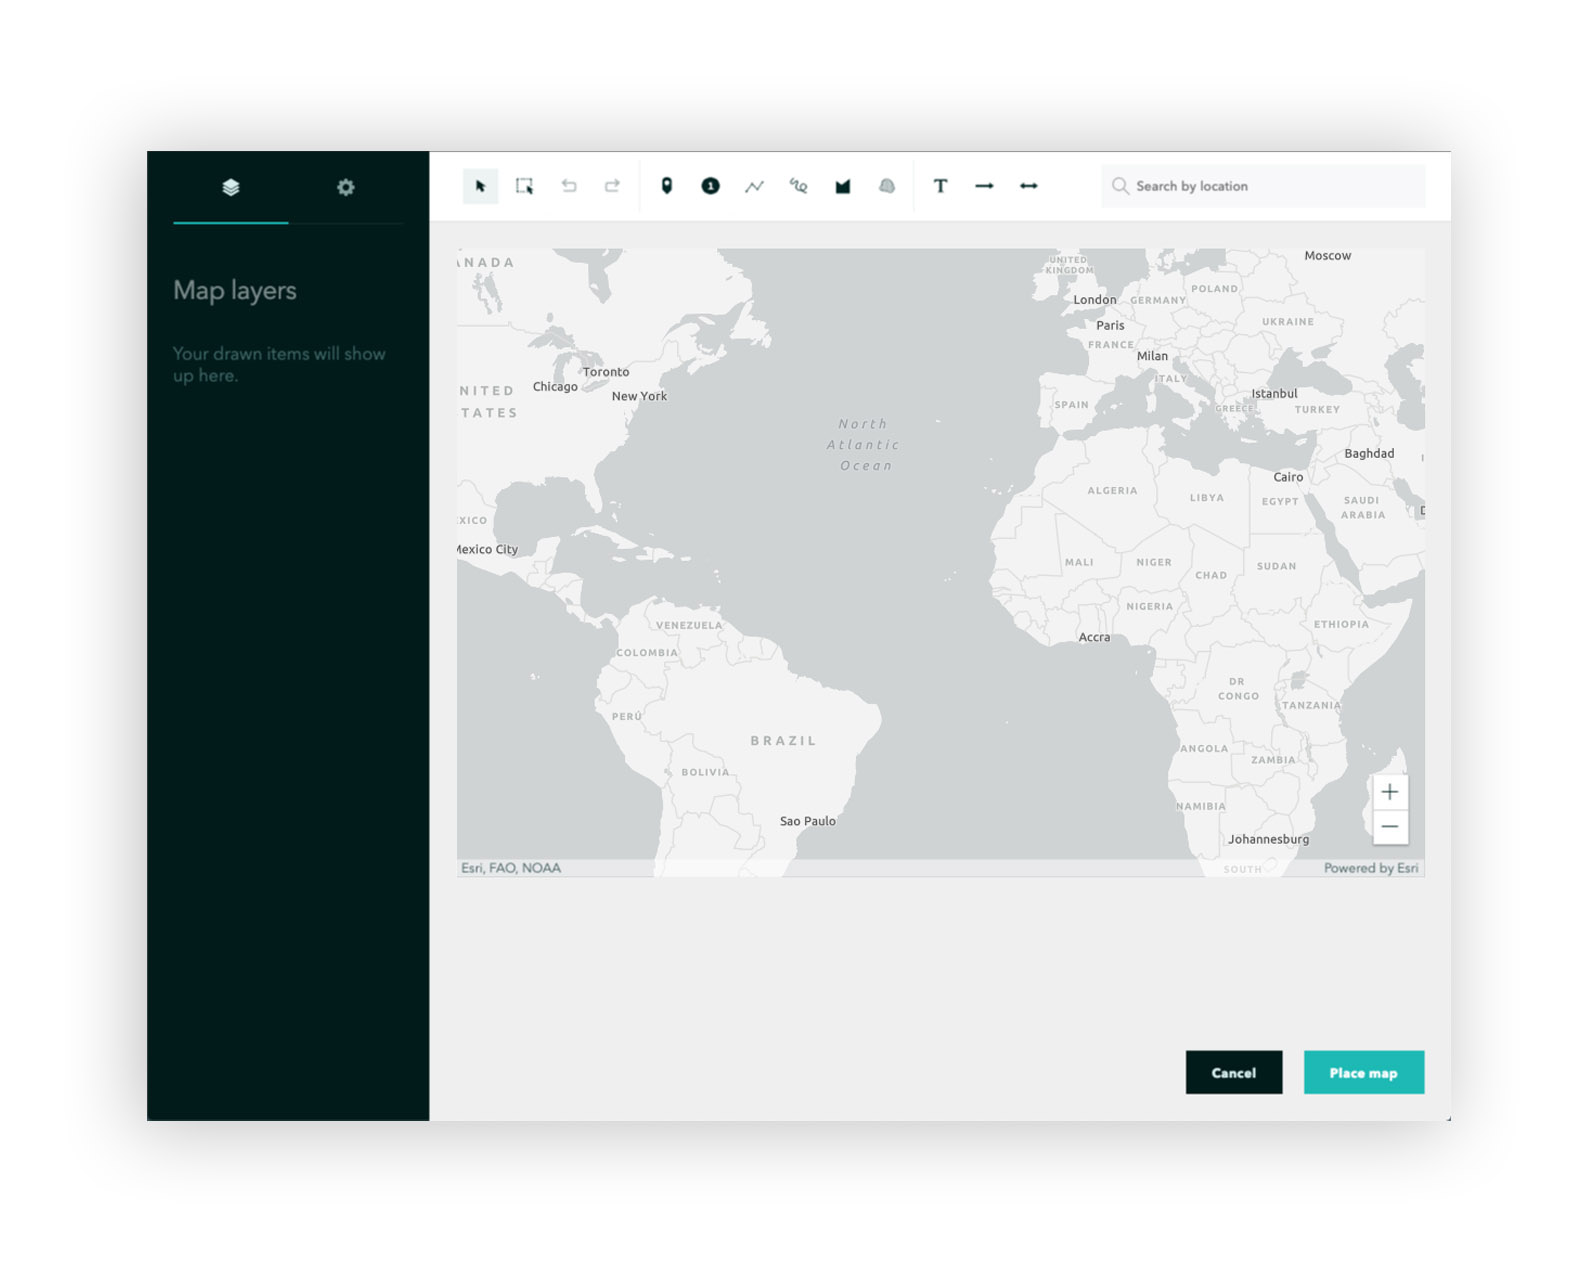 1
Search by location
Map layers
Your drawn items will show
up here.
ANADA
NITED
TATES
XICO
Mexico City
Chicago
Toronto
New York
North
Atlantic
Ocean
UNITED
KINGDOM
London
Paris
FRANCE
GERMANY
POLAND
Moscow
UKRAINE
Milan
ITALY
SPAIN
GREECE
Istanbul
TURKEY
Baghdad
Cairo
ALGERIA
LIBYA
EGYPT
SAUDI
ARABIA
MALI
NIGER
CHAD
SUDAN
NIGERIA
ETHIOPIA
Accra
VENEZUELA
COLOMBIA
PERÚ
BRAZIL
BOLIVIA
Sao Paulo
DR
CONGO
TANZANIA
ANGOLA
ZAMBIA
NAMIBIA
Johannesburg
SOUTH
Esri, FAO, NOAA
Powered by Esri
Cancel
Place map